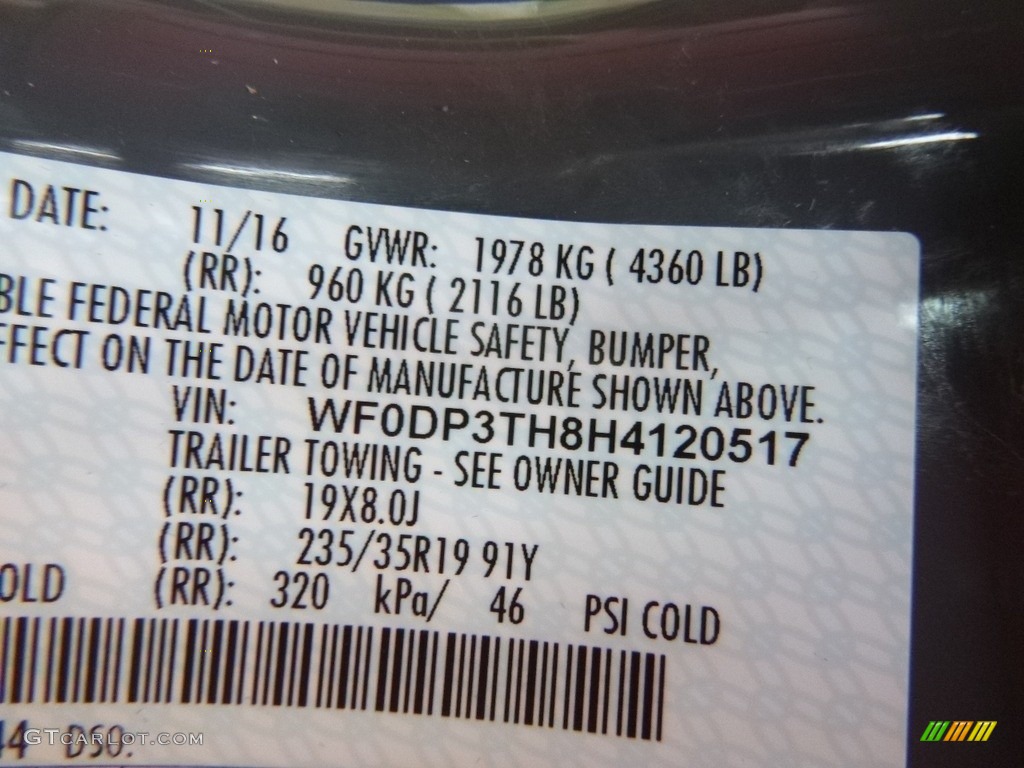 DATE: 11/16 GVWR: 1978 KG ( 4360 LB)
(RR): 960 KG ( 2116 LB)
BLE FEDERAL MOTOR VEHICLE SAFETY, BUMPER,
FFECT ON THE DATE OF MANUFACTURE SHOWN ABOVE.
VIN: WF0DP3TH8H4120517
TRAILER TOWING - SEE OWNER GUIDE
(RR): 19X8.0J
(RR): 235/35R19 91Y
OLD (RR): 320 kPa/ 46 PSI COLD
44 DSO:
GTCARLOT.COM